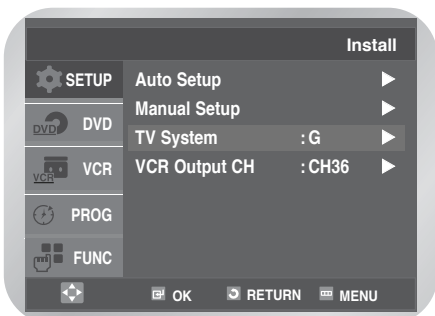 Install
SETUP
DVD
DVD
VCR
VCR
PROG
FUNC
Auto Setup
Manual Setup
TV System :G
VCR Output CH :CH36
OK RETURN MENU